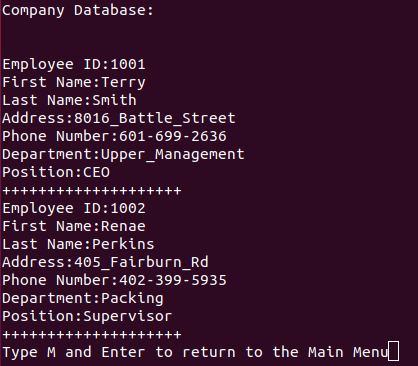 Company Database:
Employee ID:1001
First Name:Terry
Last Name:Smith
Address:8016_Battle_Street
Phone Number:601-699-2636
Department:Upper_Management
Position:CEO
++++++++++++++++++++
Employee ID:1002
First Name:Renae
Last Name:Perkins
Address:405_Fairburn_Rd
Phone Number:402-399-5935
Department:Packing
Position:Supervisor
++++++++++++++++++++
Type M and Enter to return to the Main Menu